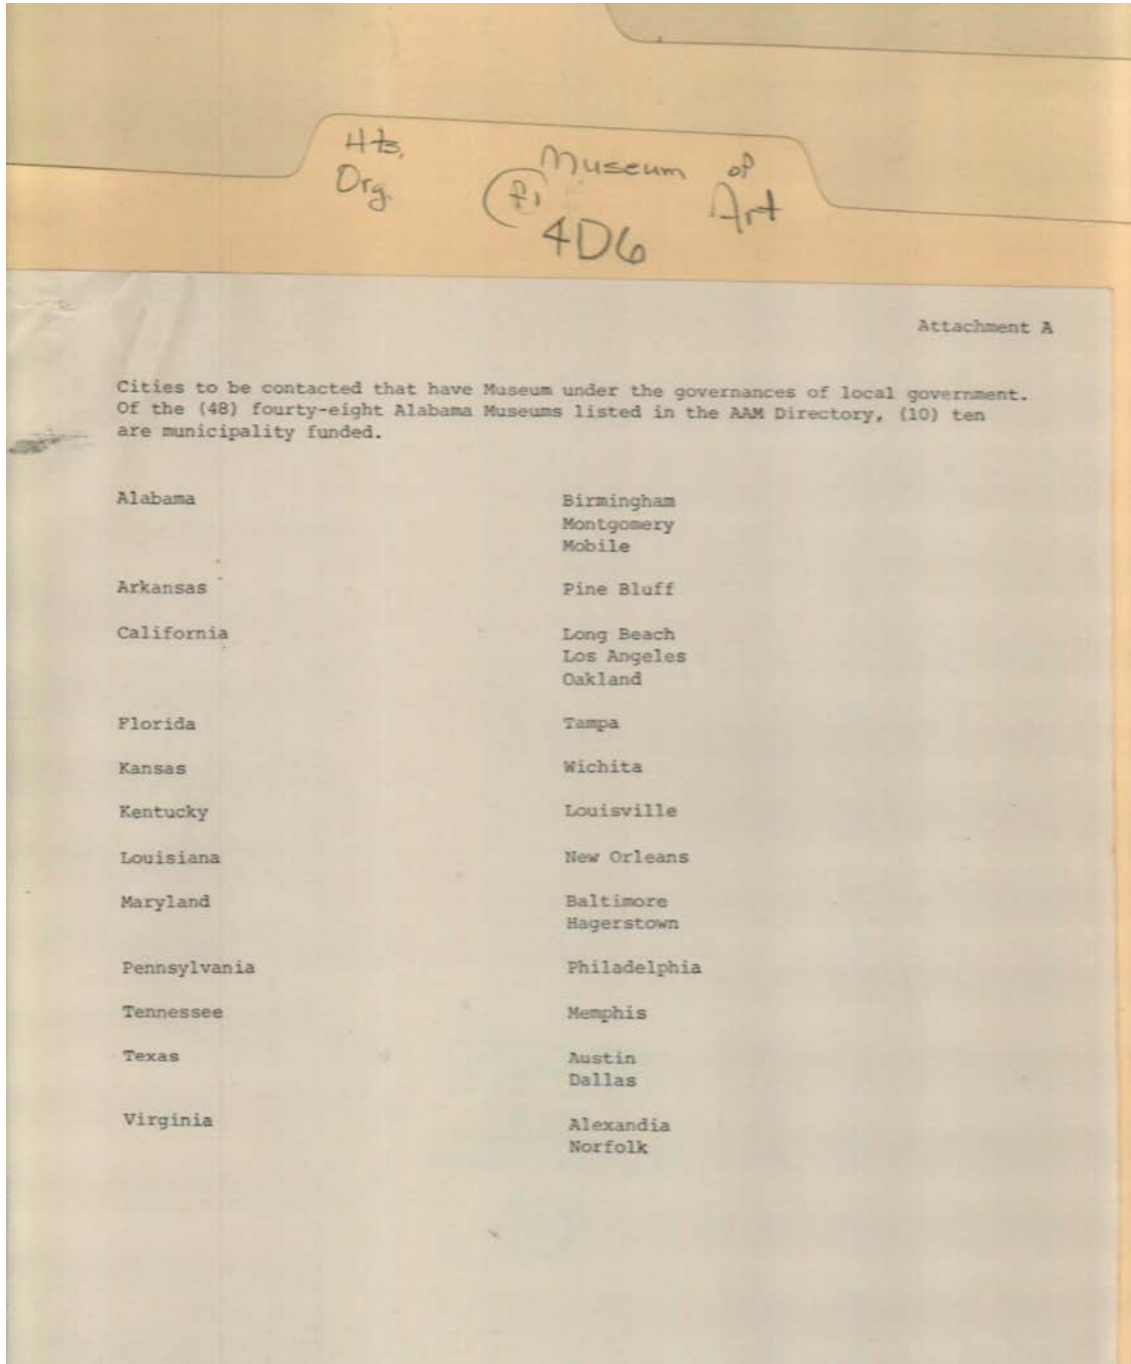 Hts.
Org.
Museum of
Art
4D6
Attachment A
Cities to be contacted that have Museum under the governances of local government.
Of the (48) fourty-eight Alabama Museums listed in the AAM Directory, (10) ten
are municipality funded.
Alabama Birmingham
Montgomery
Mobile
Arkansas Pine Bluff
California Long Beach
Los Angeles
Oakland
Florida Tampa
Kansas Wichita
Kentucky Louisville
Louisiana New Orleans
Maryland Baltimore
Hagerstown
Pennsylvania Philadelphia
Tennessee Memphis
Texas Austin
Dallas
Virginia Alexandia
Norfolk